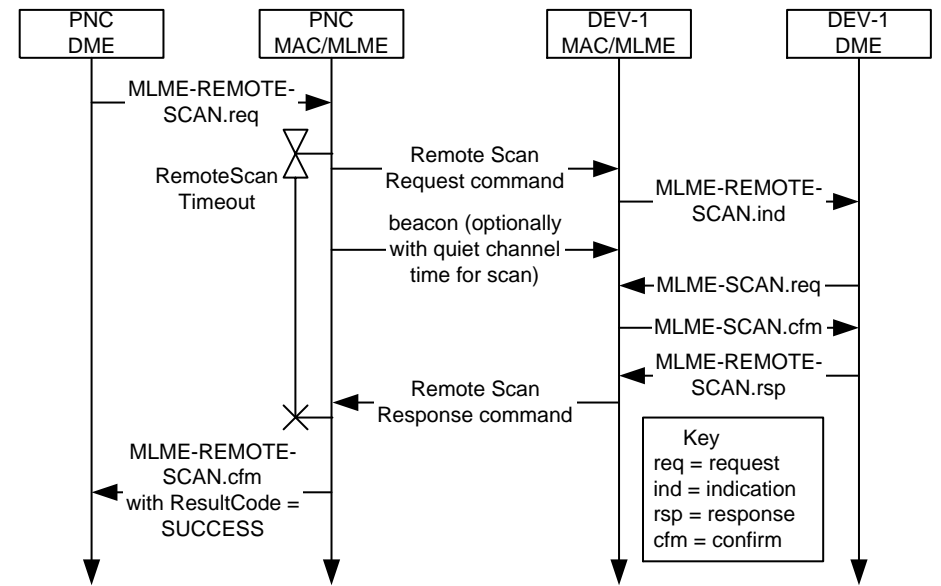 PNC
DME
PNC
MAC/MLME
DEV-1
MAC/MLME
DEV-1
DME
MLME-REMOTE-
SCAN.req
RemoteScan
Timeout
Remote Scan
Request command
MLME-REMOTE-
SCAN.ind
beacon (optionally
with quiet channel
time for scan)
MLME-SCAN.req
MLME-SCAN.cfm
MLME-REMOTE-
SCAN.rsp
Remote Scan
Response command
MLME-REMOTE-
SCAN.cfm
with ResultCode =
SUCCESS
Key
req = request
ind = indication
rsp = response
cfm = confirm